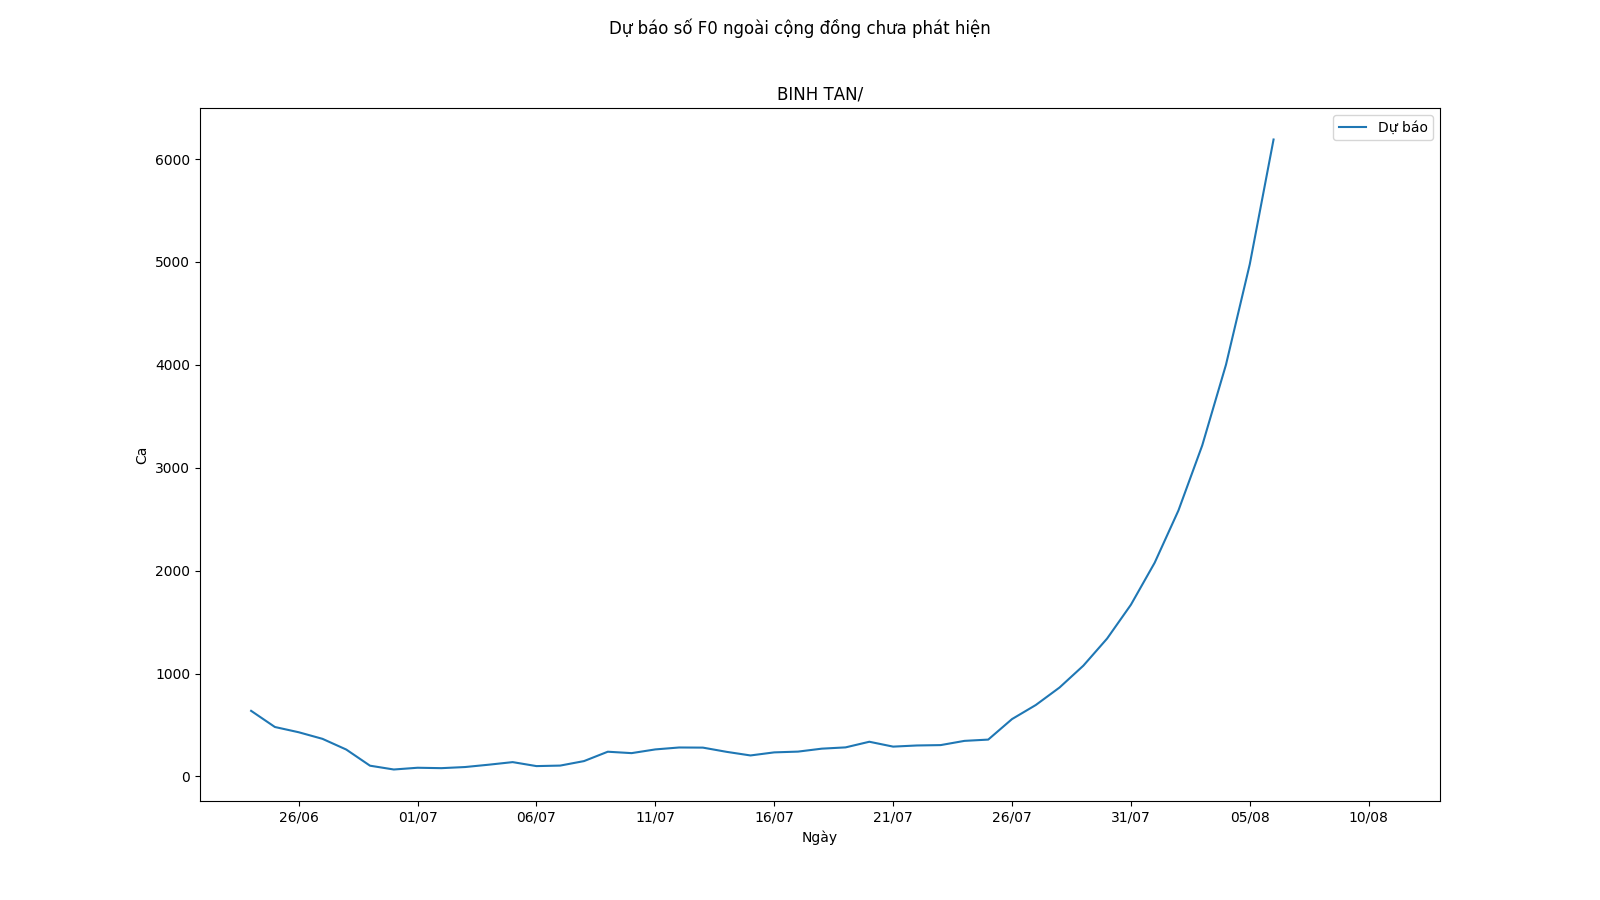 Dự báo số F0 ngoài cộng đồng chưa phát hiện
BINH TAN/
Dự báo
6000
5000
4000
3000
2000
1000
0
Ca
26/06 01/07 06/07 11/07 16/07 21/07 26/07 31/07 05/08 10/08
Ngày